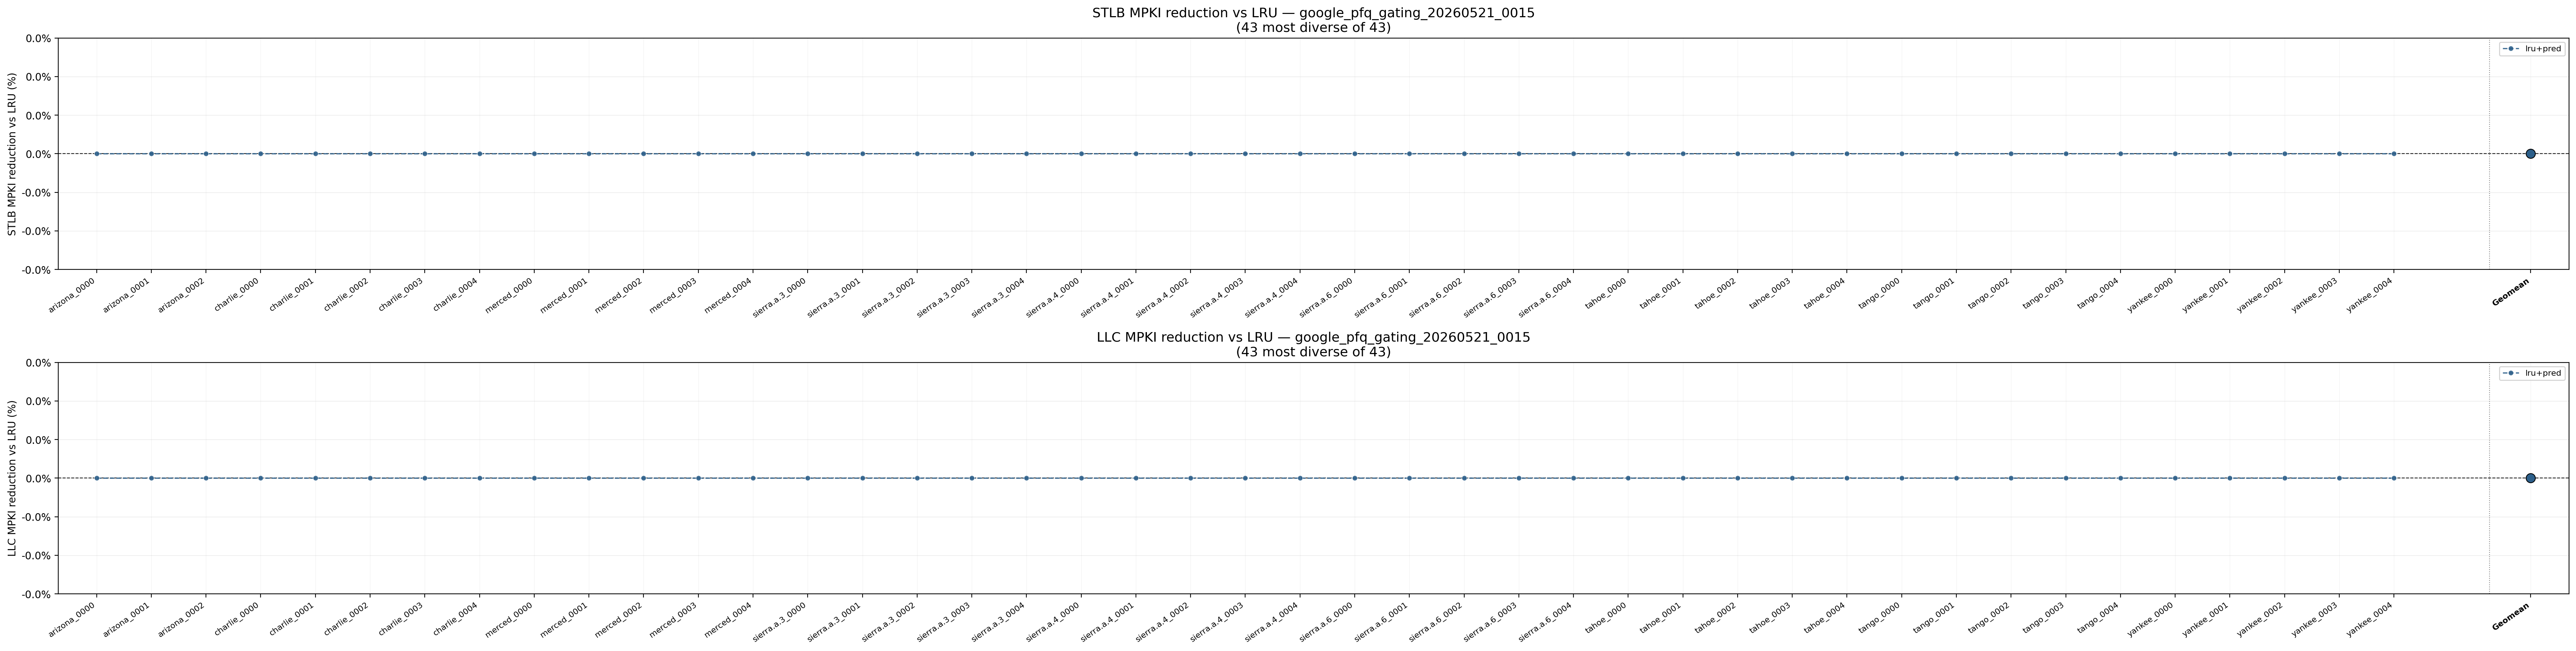 STLB MPKI reduction vs LRU — google_pfq_gating_20260521_0015
(43 most diverse of 43)
STLB MPKI reduction vs LRU (%)
0.0%
0.0%
0.0%
0.0%
-0.0%
-0.0%
-0.0%
lru+pred
arizona_0000
arizona_0001
arizona_0002
charlie_0000
charlie_0001
charlie_0002
charlie_0003
charlie_0004
merced_0000
merced_0001
merced_0002
merced_0003
merced_0004
sierra.a.3_0000
sierra.a.3_0001
sierra.a.3_0002
sierra.a.3_0003
sierra.a.3_0004
sierra.a.4_0000
sierra.a.4_0001
sierra.a.4_0002
sierra.a.4_0003
sierra.a.4_0004
sierra.a.6_0000
sierra.a.6_0001
sierra.a.6_0002
sierra.a.6_0003
sierra.a.6_0004
tahoe_0000
tahoe_0001
tahoe_0002
tahoe_0003
tahoe_0004
tango_0000
tango_0001
tango_0002
tango_0003
tango_0004
yankee_0000
yankee_0001
yankee_0002
yankee_0003
yankee_0004
Geomean
LLC MPKI reduction vs LRU — google_pfq_gating_20260521_0015
(43 most diverse of 43)
LLC MPKI reduction vs LRU (%)
0.0%
0.0%
0.0%
0.0%
-0.0%
-0.0%
-0.0%
lru+pred
arizona_0000
arizona_0001
arizona_0002
charlie_0000
charlie_0001
charlie_0002
charlie_0003
charlie_0004
merced_0000
merced_0001
merced_0002
merced_0003
merced_0004
sierra.a.3_0000
sierra.a.3_0001
sierra.a.3_0002
sierra.a.3_0003
sierra.a.3_0004
sierra.a.4_0000
sierra.a.4_0001
sierra.a.4_0002
sierra.a.4_0003
sierra.a.4_0004
sierra.a.6_0000
sierra.a.6_0001
sierra.a.6_0002
sierra.a.6_0003
sierra.a.6_0004
tahoe_0000
tahoe_0001
tahoe_0002
tahoe_0003
tahoe_0004
tango_0000
tango_0001
tango_0002
tango_0003
tango_0004
yankee_0000
yankee_0001
yankee_0002
yankee_0003
yankee_0004
Geomean